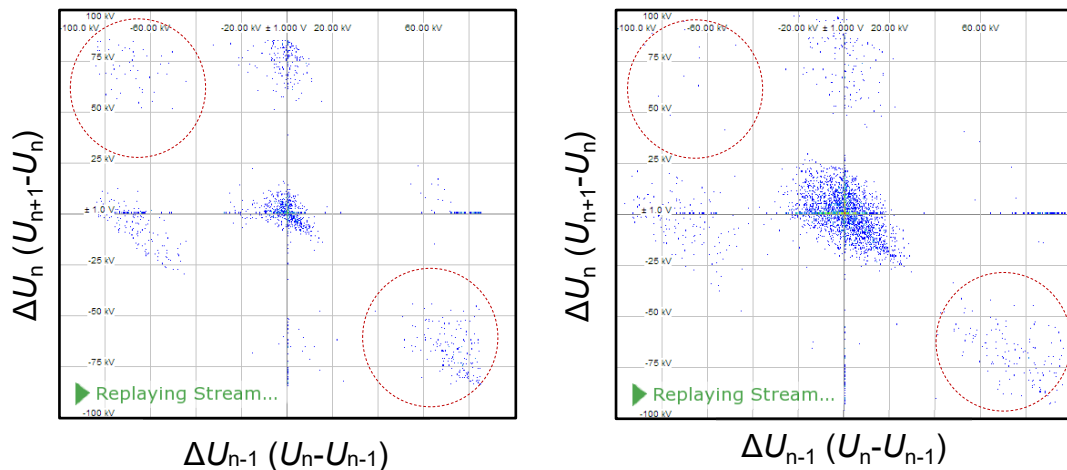 100 kV
-100.0 kV -60.00 kV -20.00 kV ± 1.000 V 20.00 kV 60.00 kV
75 kV
50 kV
25 kV
± 1.0 V
-25 kV
-50 kV
-75 kV
-100 kV
Replaying Stream...
ΔUn (Un+1-Un)
ΔUn-1 (Un-Un-1)
100 kV
-100.0 kV -60.00 kV -20.00 kV ± 1.000 V 20.00 kV 60.00 kV
75 kV
50 kV
25 kV
± 1.0 V
-25 kV
-50 kV
-75 kV
-100 kV
Replaying Stream...
ΔUn (Un+1-Un)
ΔUn-1 (Un-Un-1)